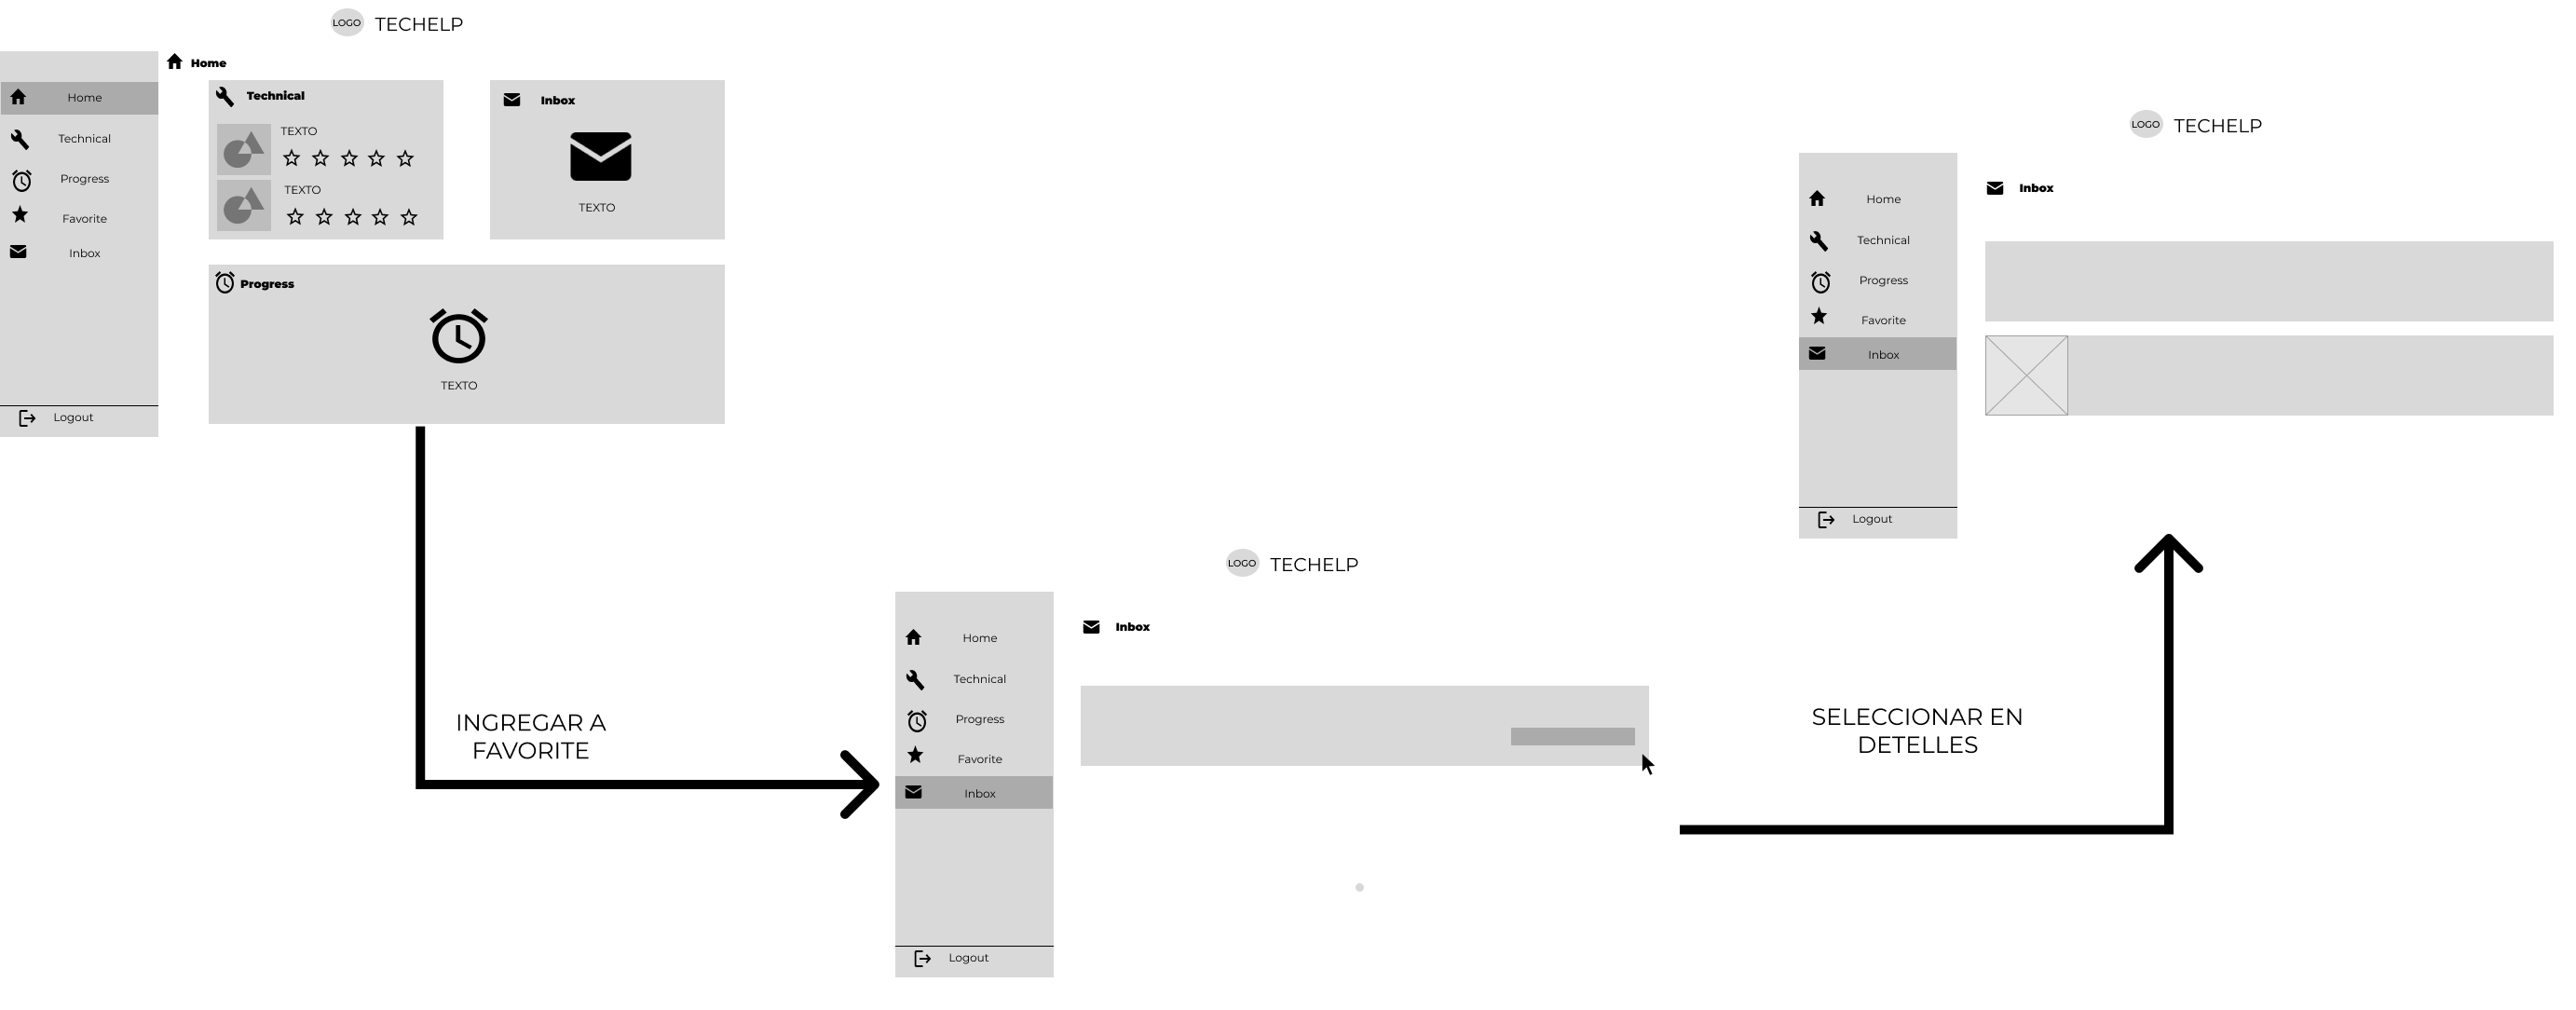 LOGO TECHELP
Home
Home
Technical
Progress
Favorite
Inbox
Logout
Technical
TEXTO
TEXTO
Inbox
TEXTO
Progress
TEXTO
INGREGAR A
FAVORITE
LOGO TECHELP
Home
Technical
Progress
Favorite
Inbox
Logout
Inbox
SELECCIONAR EN
DETELLES
LOGO TECHELP
Home
Technical
Progress
Favorite
Inbox
Logout
Inbox